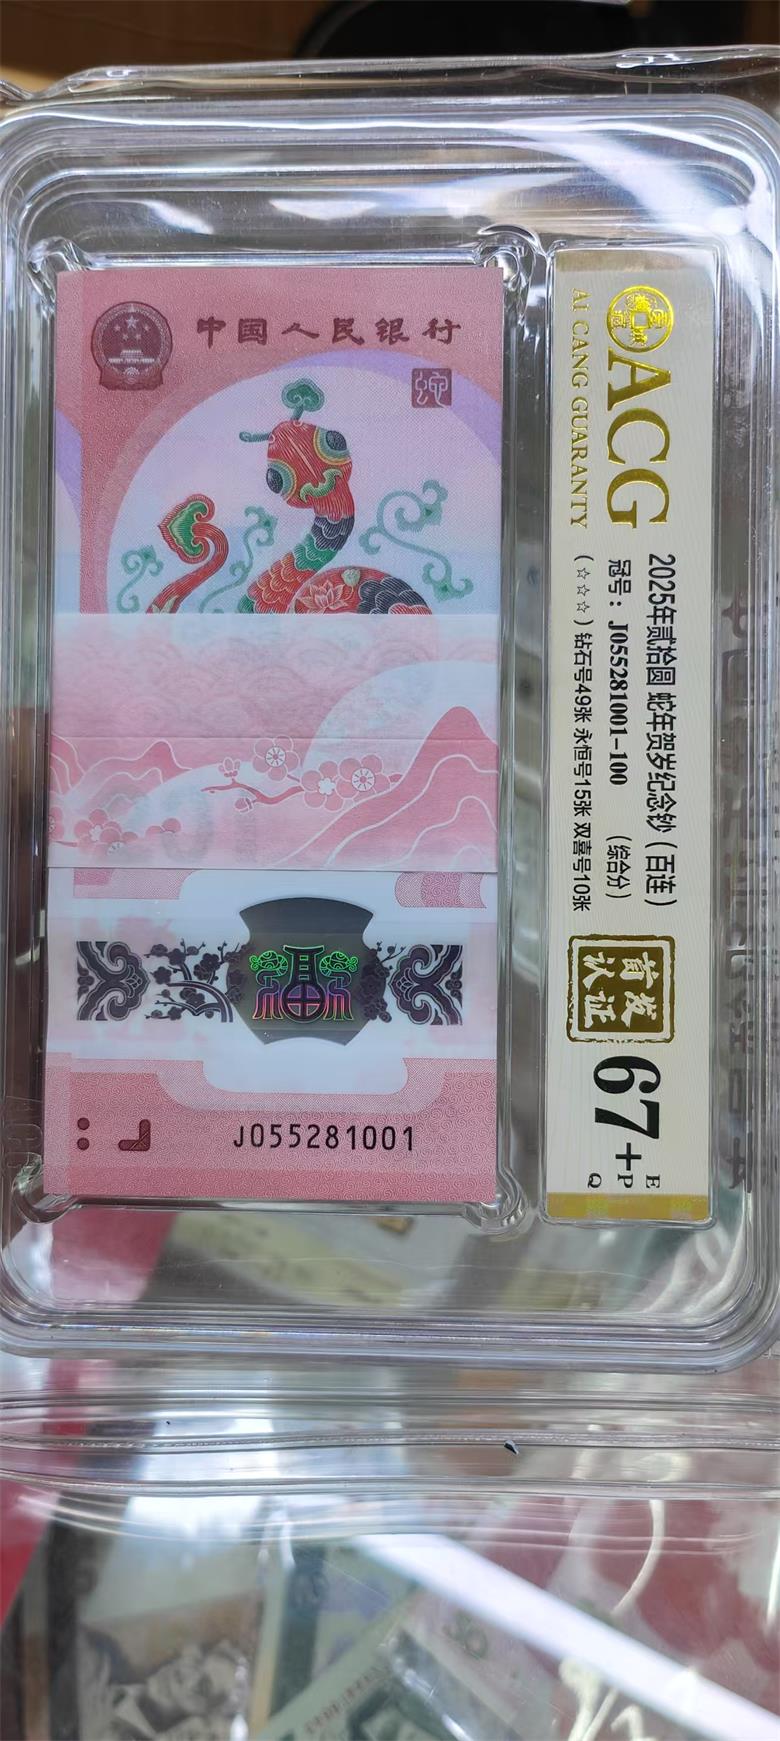 中国人民银行
J055281001
ACG
AI CANG GUARANTY
2025年贰拾圆 蛇年贺岁纪念钞（百连）
冠号：J055281001-100 （综合分）
（☆☆☆）钻石号49张 永恒号15张 双喜号10张
首发
认证
67+
E
P
Q